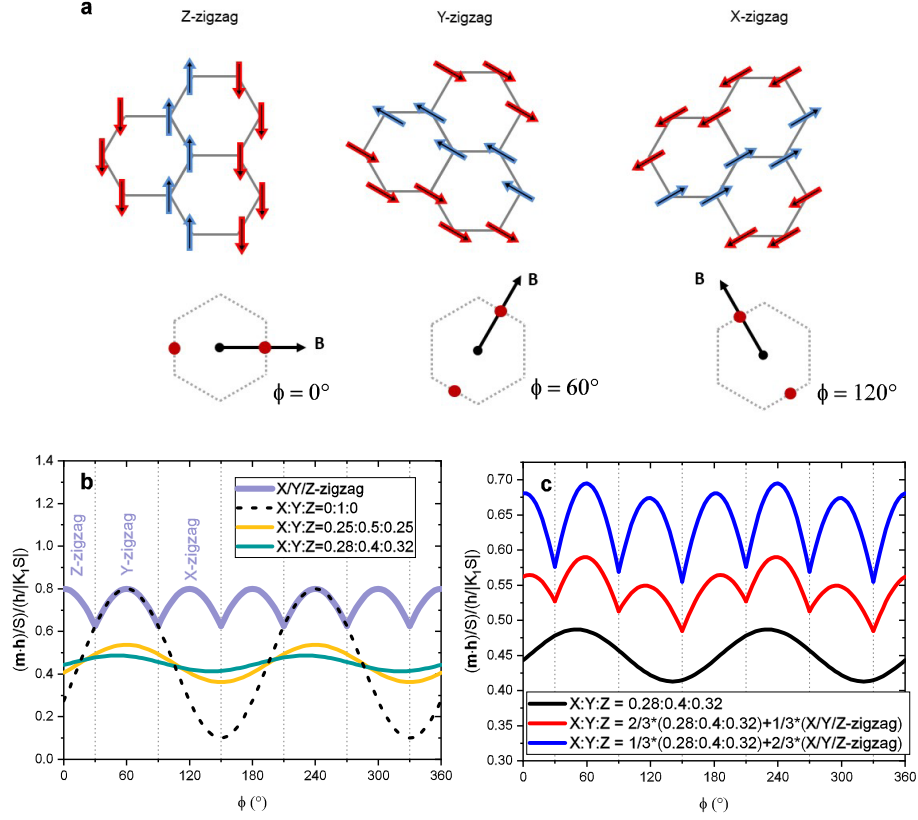 a
Z-zigzag
Y-zigzag
X-zigzag
B
B
B
ϕ = 0°
ϕ = 60°
ϕ = 120°
b
X/Y/Z-zigzag
X:Y:Z=0:1:0
X:Y:Z=0.25:0.5:0.25
X:Y:Z=0.28:0.4:0.32
Z-zigzag
Y-zigzag
X-zigzag
(m·h)/S)/(h/|K₁S|)
1.4
1.2
1.0
0.8
0.6
0.4
0.2
0.0
0 60 120 180 240 300 360
ϕ (°)
c
(m·h)/S)/(h/|K₁S|)
0.70
0.65
0.60
0.55
0.50
0.45
0.40
0.35
0.30
X:Y:Z = 0.28:0.4:0.32
X:Y:Z = 2/3*(0.28:0.4:0.32)+1/3*(X/Y/Z-zigzag)
X:Y:Z = 1/3*(0.28:0.4:0.32)+2/3*(X/Y/Z-zigzag)
0 60 120 180 240 300 360
ϕ (°)